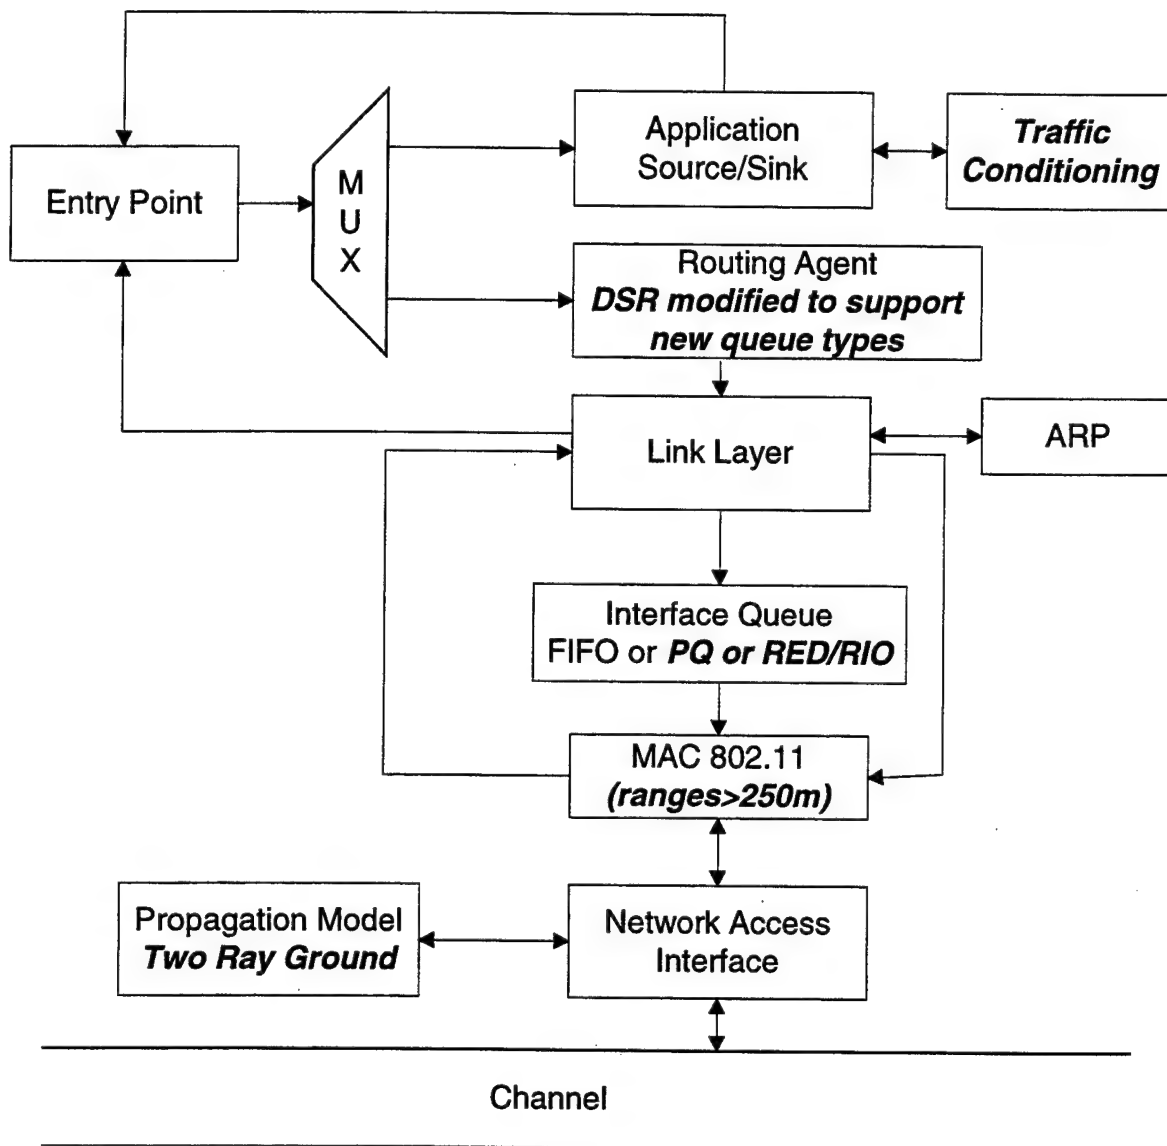 Application
Source/Sink
Traffic
Conditioning
Entry Point
M
U
X
Routing Agent
DSR modified to support
new queue types
Link Layer
ARP
Interface Queue
FIFO or PQ or RED/RIO
MAC 802.11
(ranges>250m)
Propagation Model
Two Ray Ground
Network Access
Interface
Channel